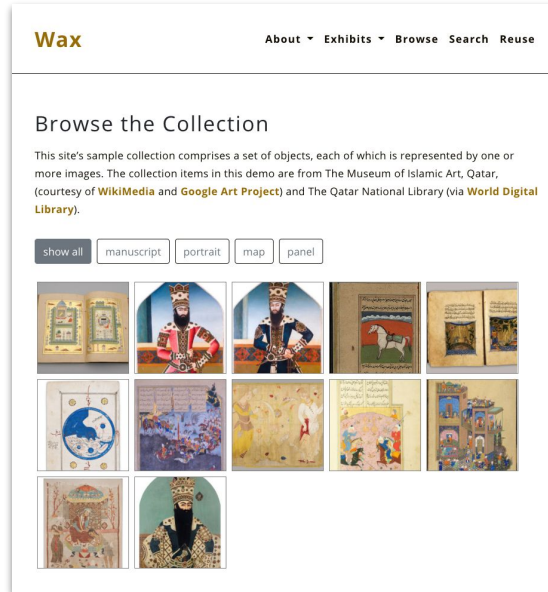 Wax
About Exhibits Browse Search Reuse
Browse the Collection
This site's sample collection comprises a set of objects, each of which is represented by one or
more images. The collection items in this demo are from The Museum of Islamic Art, Qatar,
(courtesy of WikiMedia and Google Art Project) and The Qatar National Library (via World Digital
Library).
show all manuscript portrait map panel